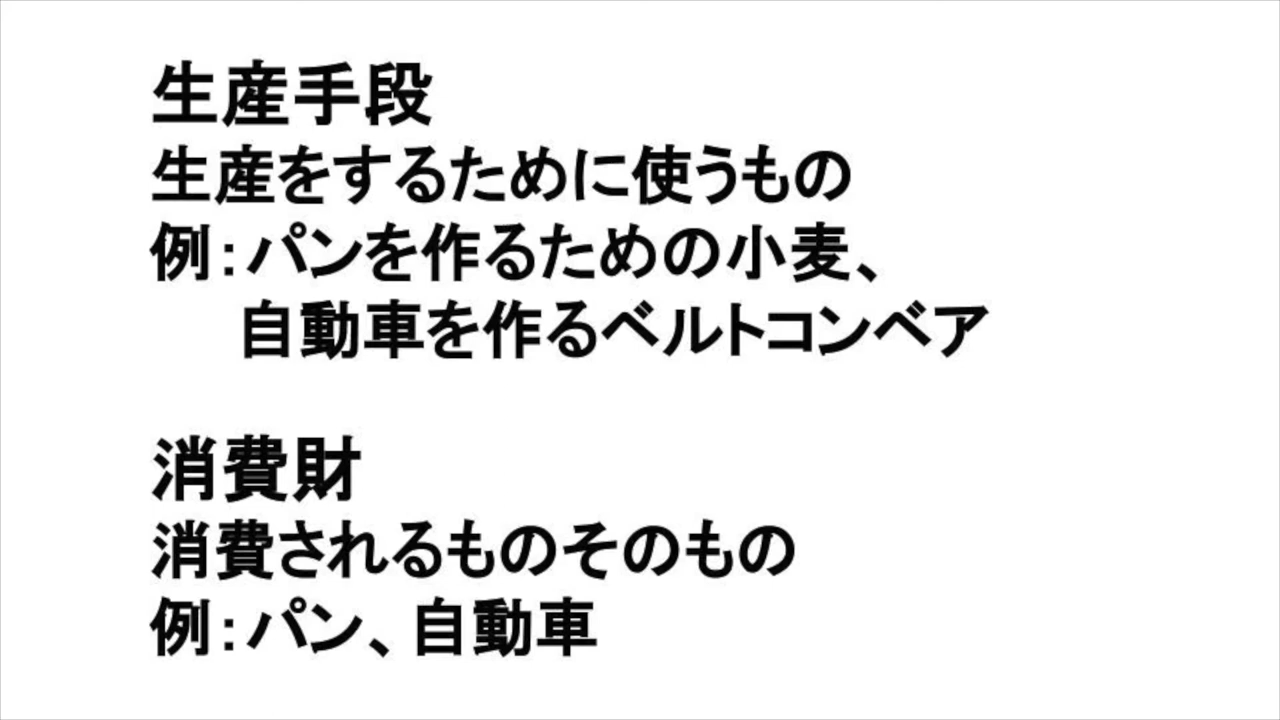 生産手段
生産をするために使うもの
例：パンを作るための小麦、
自動車を作るベルトコンベア
消費財
消費されるものそのもの
例：パン、自動車